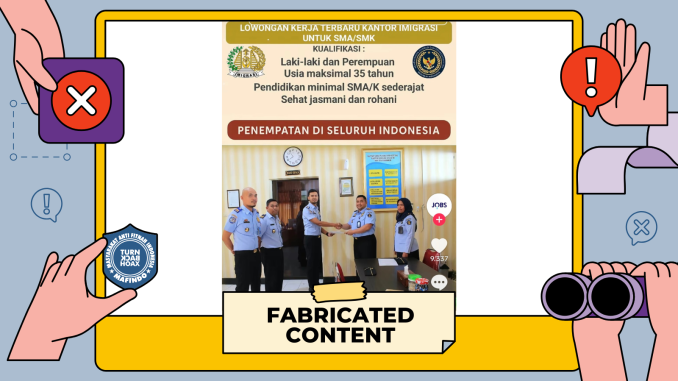 LOWONGAN KERJA TERBARU KANTOR IMIGRASI
UNTUK SMA/SMK
KUALIFIKASI :
Laki-laki dan Perempuan
Usia maksimal 35 tahun
Pendidikan minimal SMA/K sederajat
Sehat jasmani dan rohani
IMIGRASI
PENEMPATAN DI SELURUH INDONESIA
JOBS
9.337
MASYARAKAT ANTI FITNAH INDONESIA
TURN
BACK
HOAX
MAFINDO
FABRICATED
CONTENT